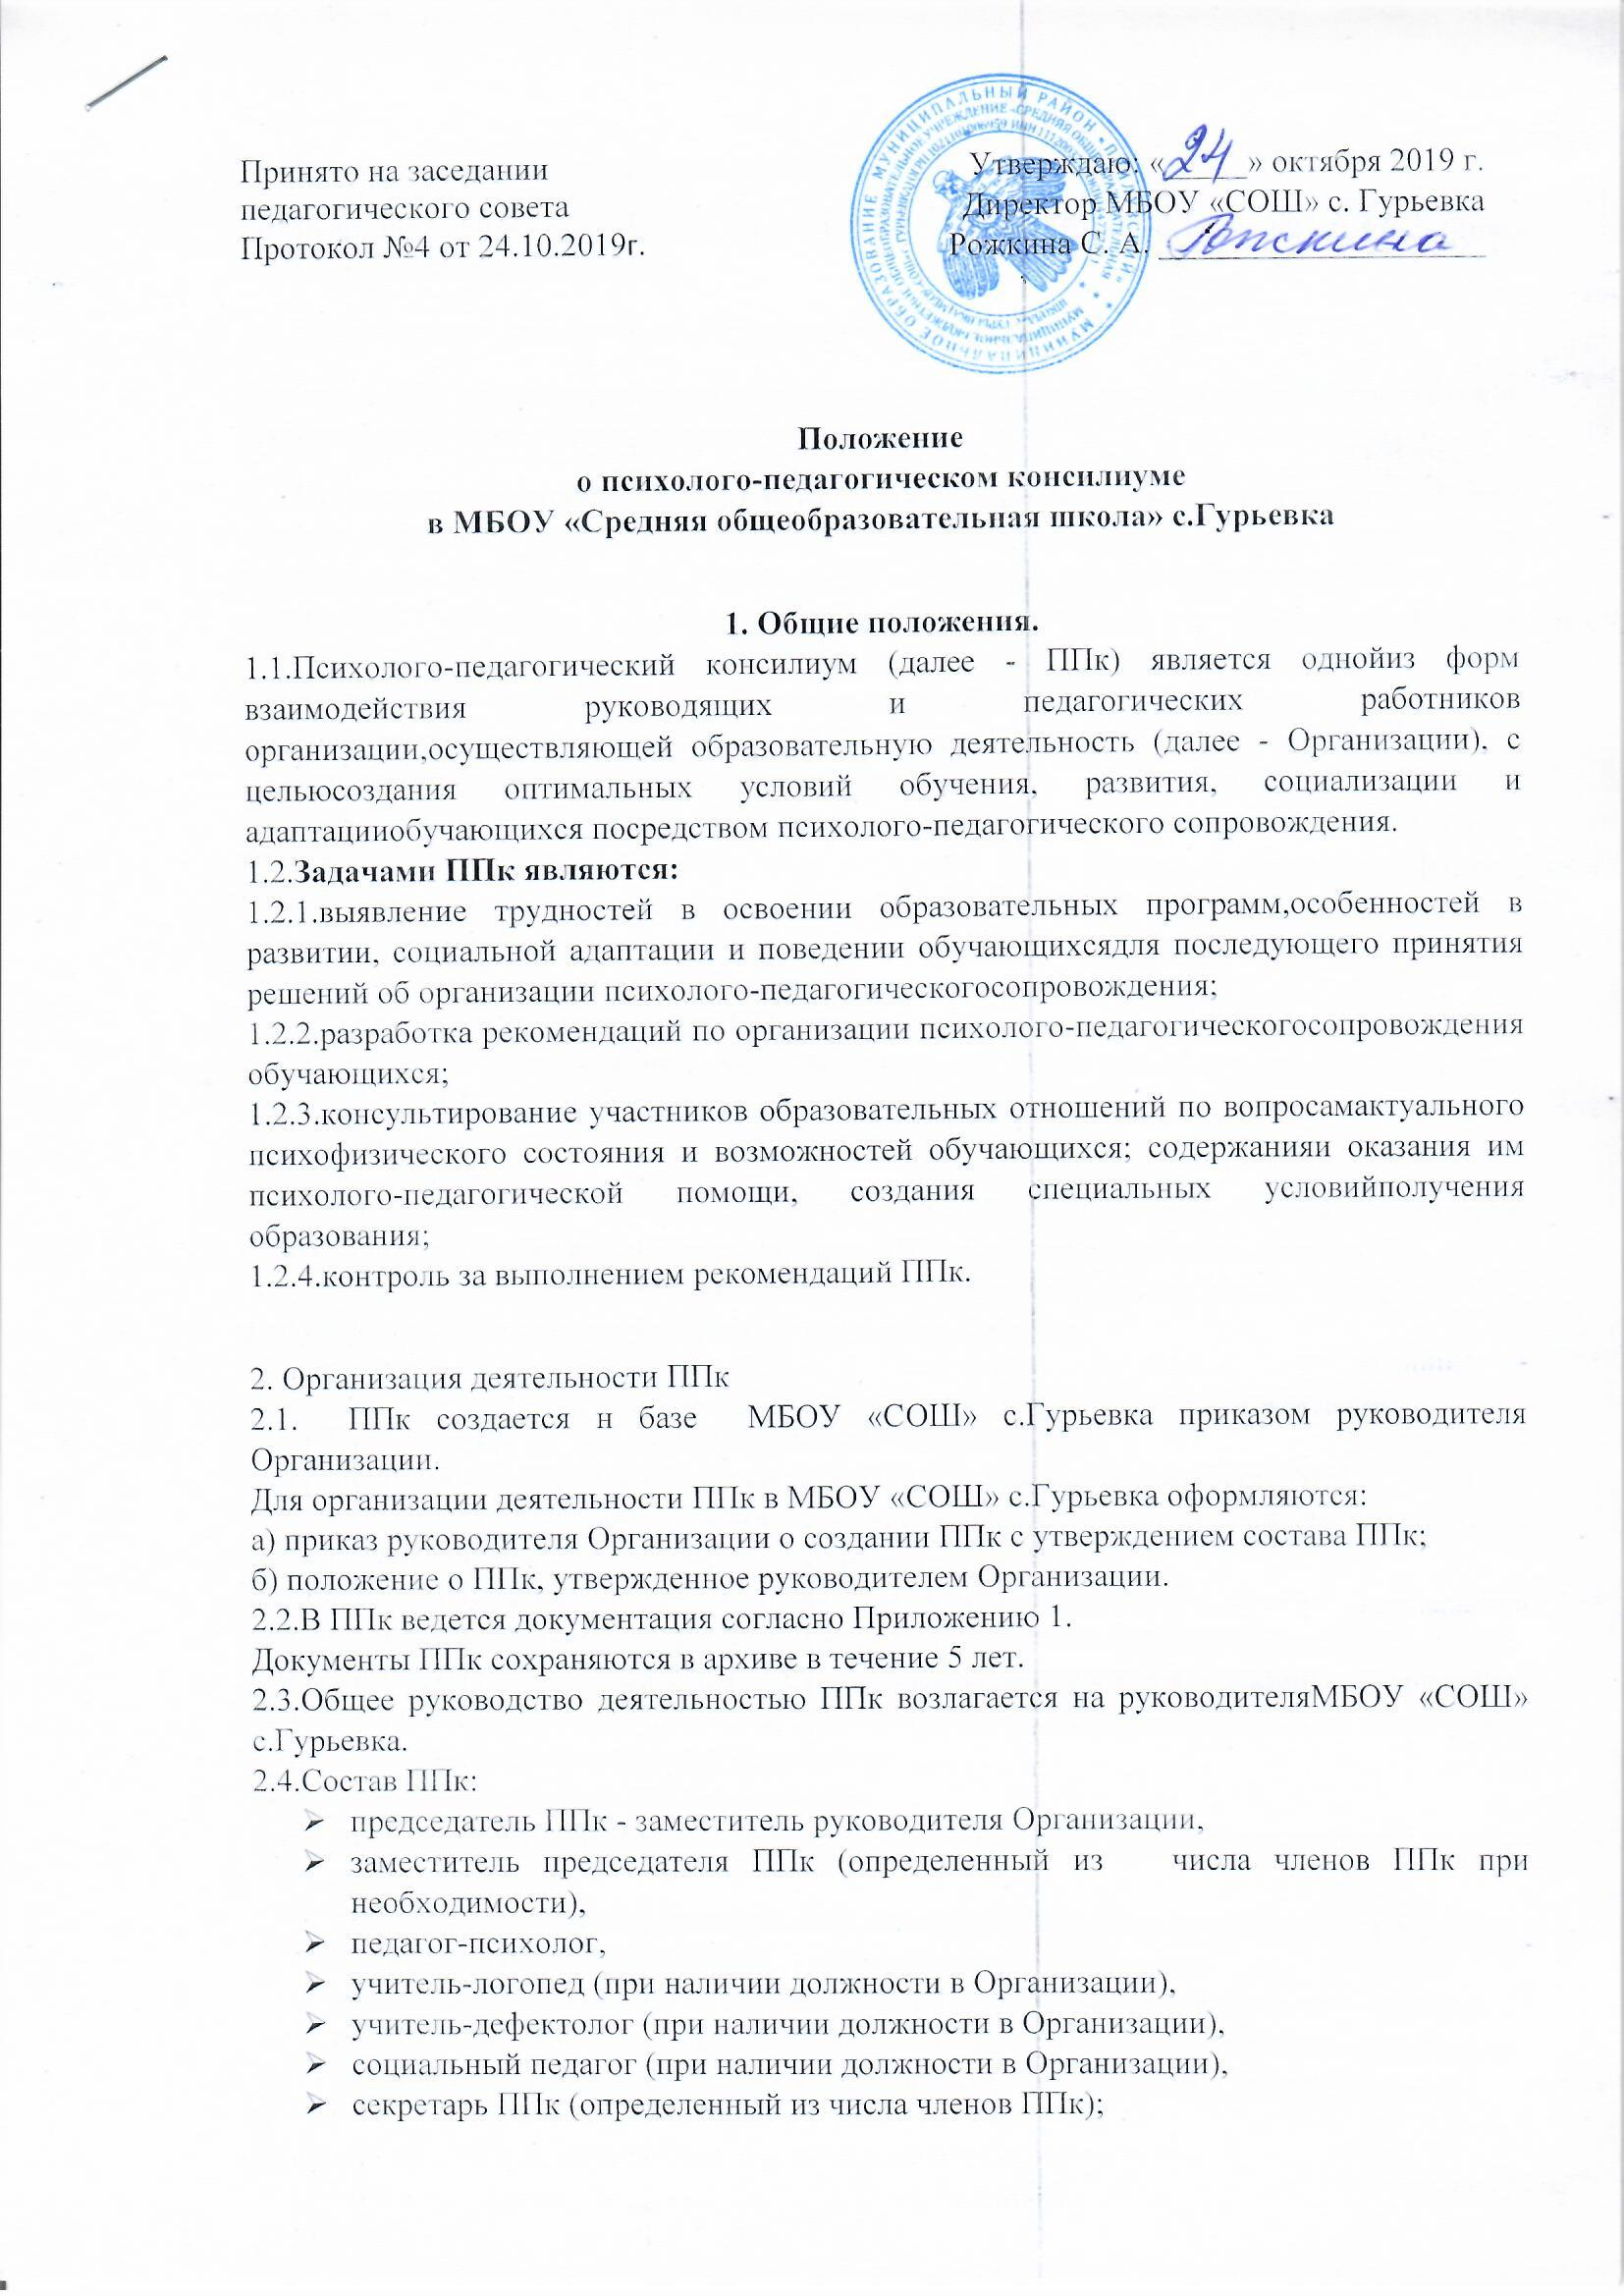 Принято на заседании
педагогического совета
Протокол №4 от 24.10.2019г.
Утверждаю: «24» октября 2019 г.
Директор МБОУ «СОШ» с. Гурьевка
Рожкина С. А. Рожкина
МУНИЦИПАЛЬНОЕ ОБРАЗОВАНИЕ МУНИЦИПАЛЬНЫЙ РАЙОН
Положение
о психолого-педагогическом консилиуме
в МБОУ «Средняя общеобразовательная школа» с.Гурьевка
1. Общие положения.
1.1.Психолого-педагогический консилиум (далее - ППк) является однойиз форм
взаимодействия руководящих и педагогических работников
организации,осуществляющей образовательную деятельность (далее - Организации), с
цельюсоздания оптимальных условий обучения, развития, социализации и
адаптацииобучающихся посредством психолого-педагогического сопровождения.
1.2.Задачами ППк являются:
1.2.1.выявление трудностей в освоении образовательных программ,особенностей в
развитии, социальной адаптации и поведении обучающихсядля последующего принятия
решений об организации психолого-педагогическогосопровождения;
1.2.2.разработка рекомендаций по организации психолого-педагогическогосопровождения
обучающихся;
1.2.3.консультирование участников образовательных отношений по вопросамактуального
психофизического состояния и возможностей обучающихся; содержанияи оказания им
психолого-педагогической помощи, создания специальных условийполучения
образования;
1.2.4.контроль за выполнением рекомендаций ППк.
2. Организация деятельности ППк
2.1. ППк создается н базе МБОУ «СОШ» с.Гурьевка приказом руководителя
Организации.
Для организации деятельности ППк в МБОУ «СОШ» с.Гурьевка оформляются:
а) приказ руководителя Организации о создании ППк с утверждением состава ППк;
б) положение о ППк, утвержденное руководителем Организации.
2.2.В ППк ведется документация согласно Приложению 1.
Документы ППк сохраняются в архиве в течение 5 лет.
2.3.Общее руководство деятельностью ППк возлагается на руководителяМБОУ «СОШ»
с.Гурьевка.
2.4.Состав ППк:
➢ председатель ППк - заместитель руководителя Организации,
➢ заместитель председателя ППк (определенный из числа членов ППк при
необходимости),
➢ педагог-психолог,
➢ учитель-логопед (при наличии должности в Организации),
➢ учитель-дефектолог (при наличии должности в Организации),
➢ социальный педагог (при наличии должности в Организации),
➢ секретарь ППк (определенный из числа членов ППк);